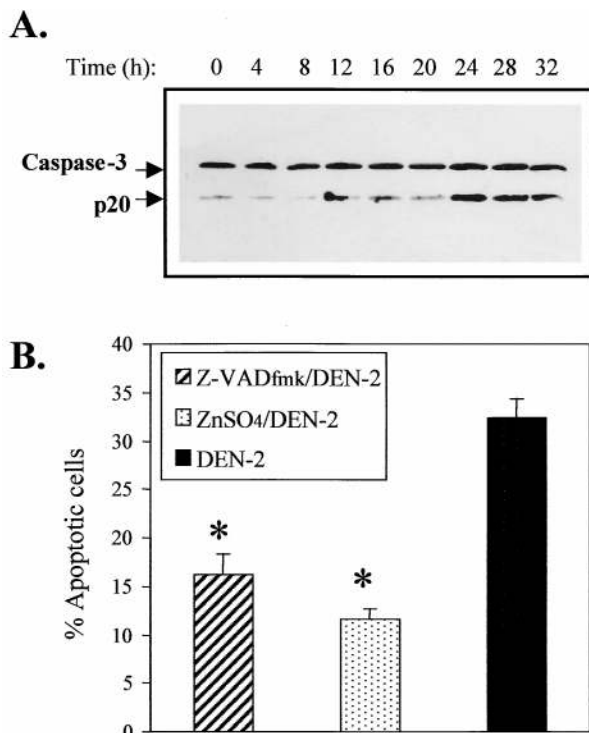 A.
Time (h): 0 4 8 12 16 20 24 28 32
Caspase-3
p20
B.
40
35
30
25
20
15
10
5
0
% Apoptotic cells
Z-VADfmk/DEN-2
ZnSO4/DEN-2
DEN-2
*
*